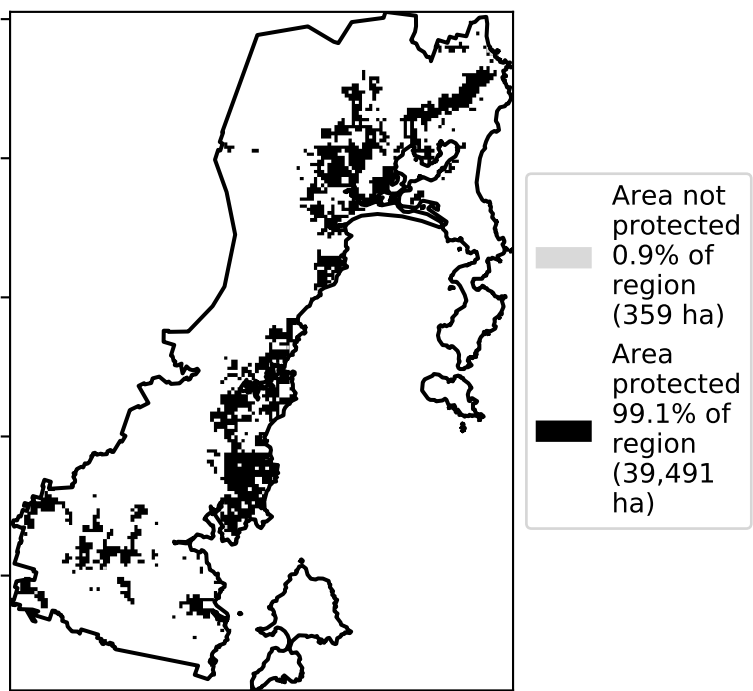 Area not
protected
0.9% of
region
(359 ha)
Area
protected
99.1% of
region
(39,491
ha)